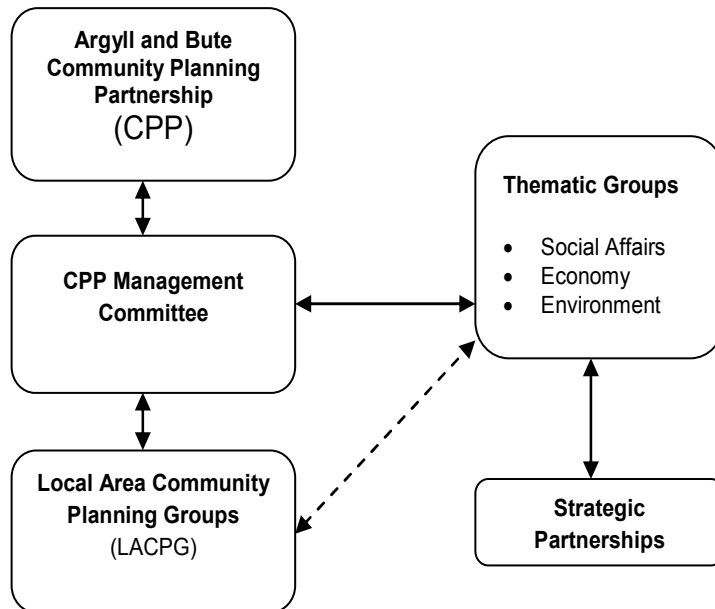 Argyll and Bute
Community Planning
Partnership
(CPP)
CPP Management
Committee
Local Area Community
Planning Groups
(LACPG)
Thematic Groups
• Social Affairs
• Economy
• Environment
Strategic
Partnerships